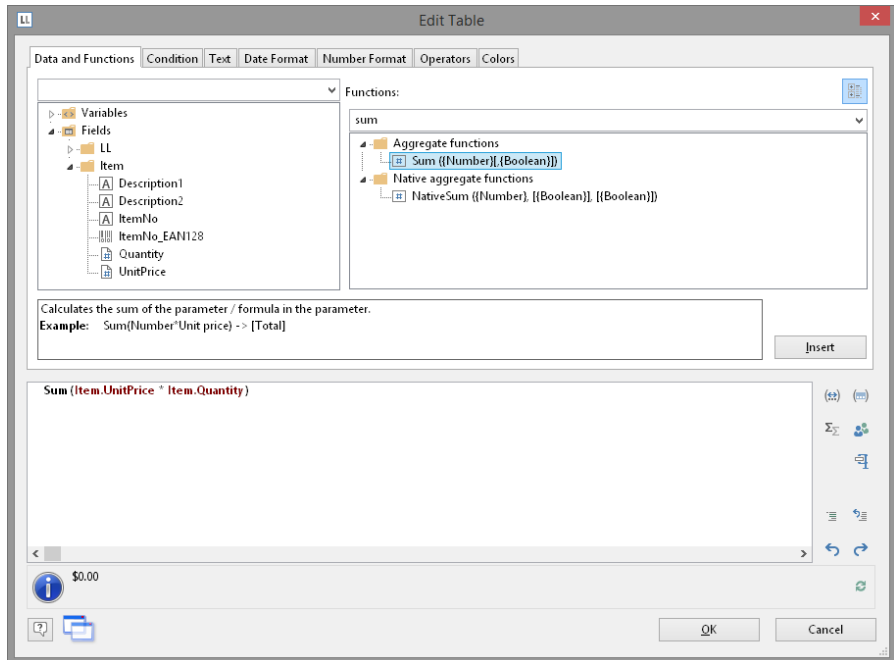 LL
Edit Table
Data and Functions Condition Text Date Format Number Format Operators Colors
Functions:
Variables
Fields
LL
Item
Description1
Description2
ItemNo
ItemNo_EAN128
Quantity
UnitPrice
sum
Aggregate functions
Sum ({Number}[,{Boolean}])
Native aggregate functions
NativeSum ({Number}, [{Boolean}], [{Boolean}])
Calculates the sum of the parameter / formula in the parameter.
Example: Sum(Number*Unit price) -> [Total]
Insert
Sum (Item.UnitPrice * Item.Quantity)
$0.00
OK Cancel